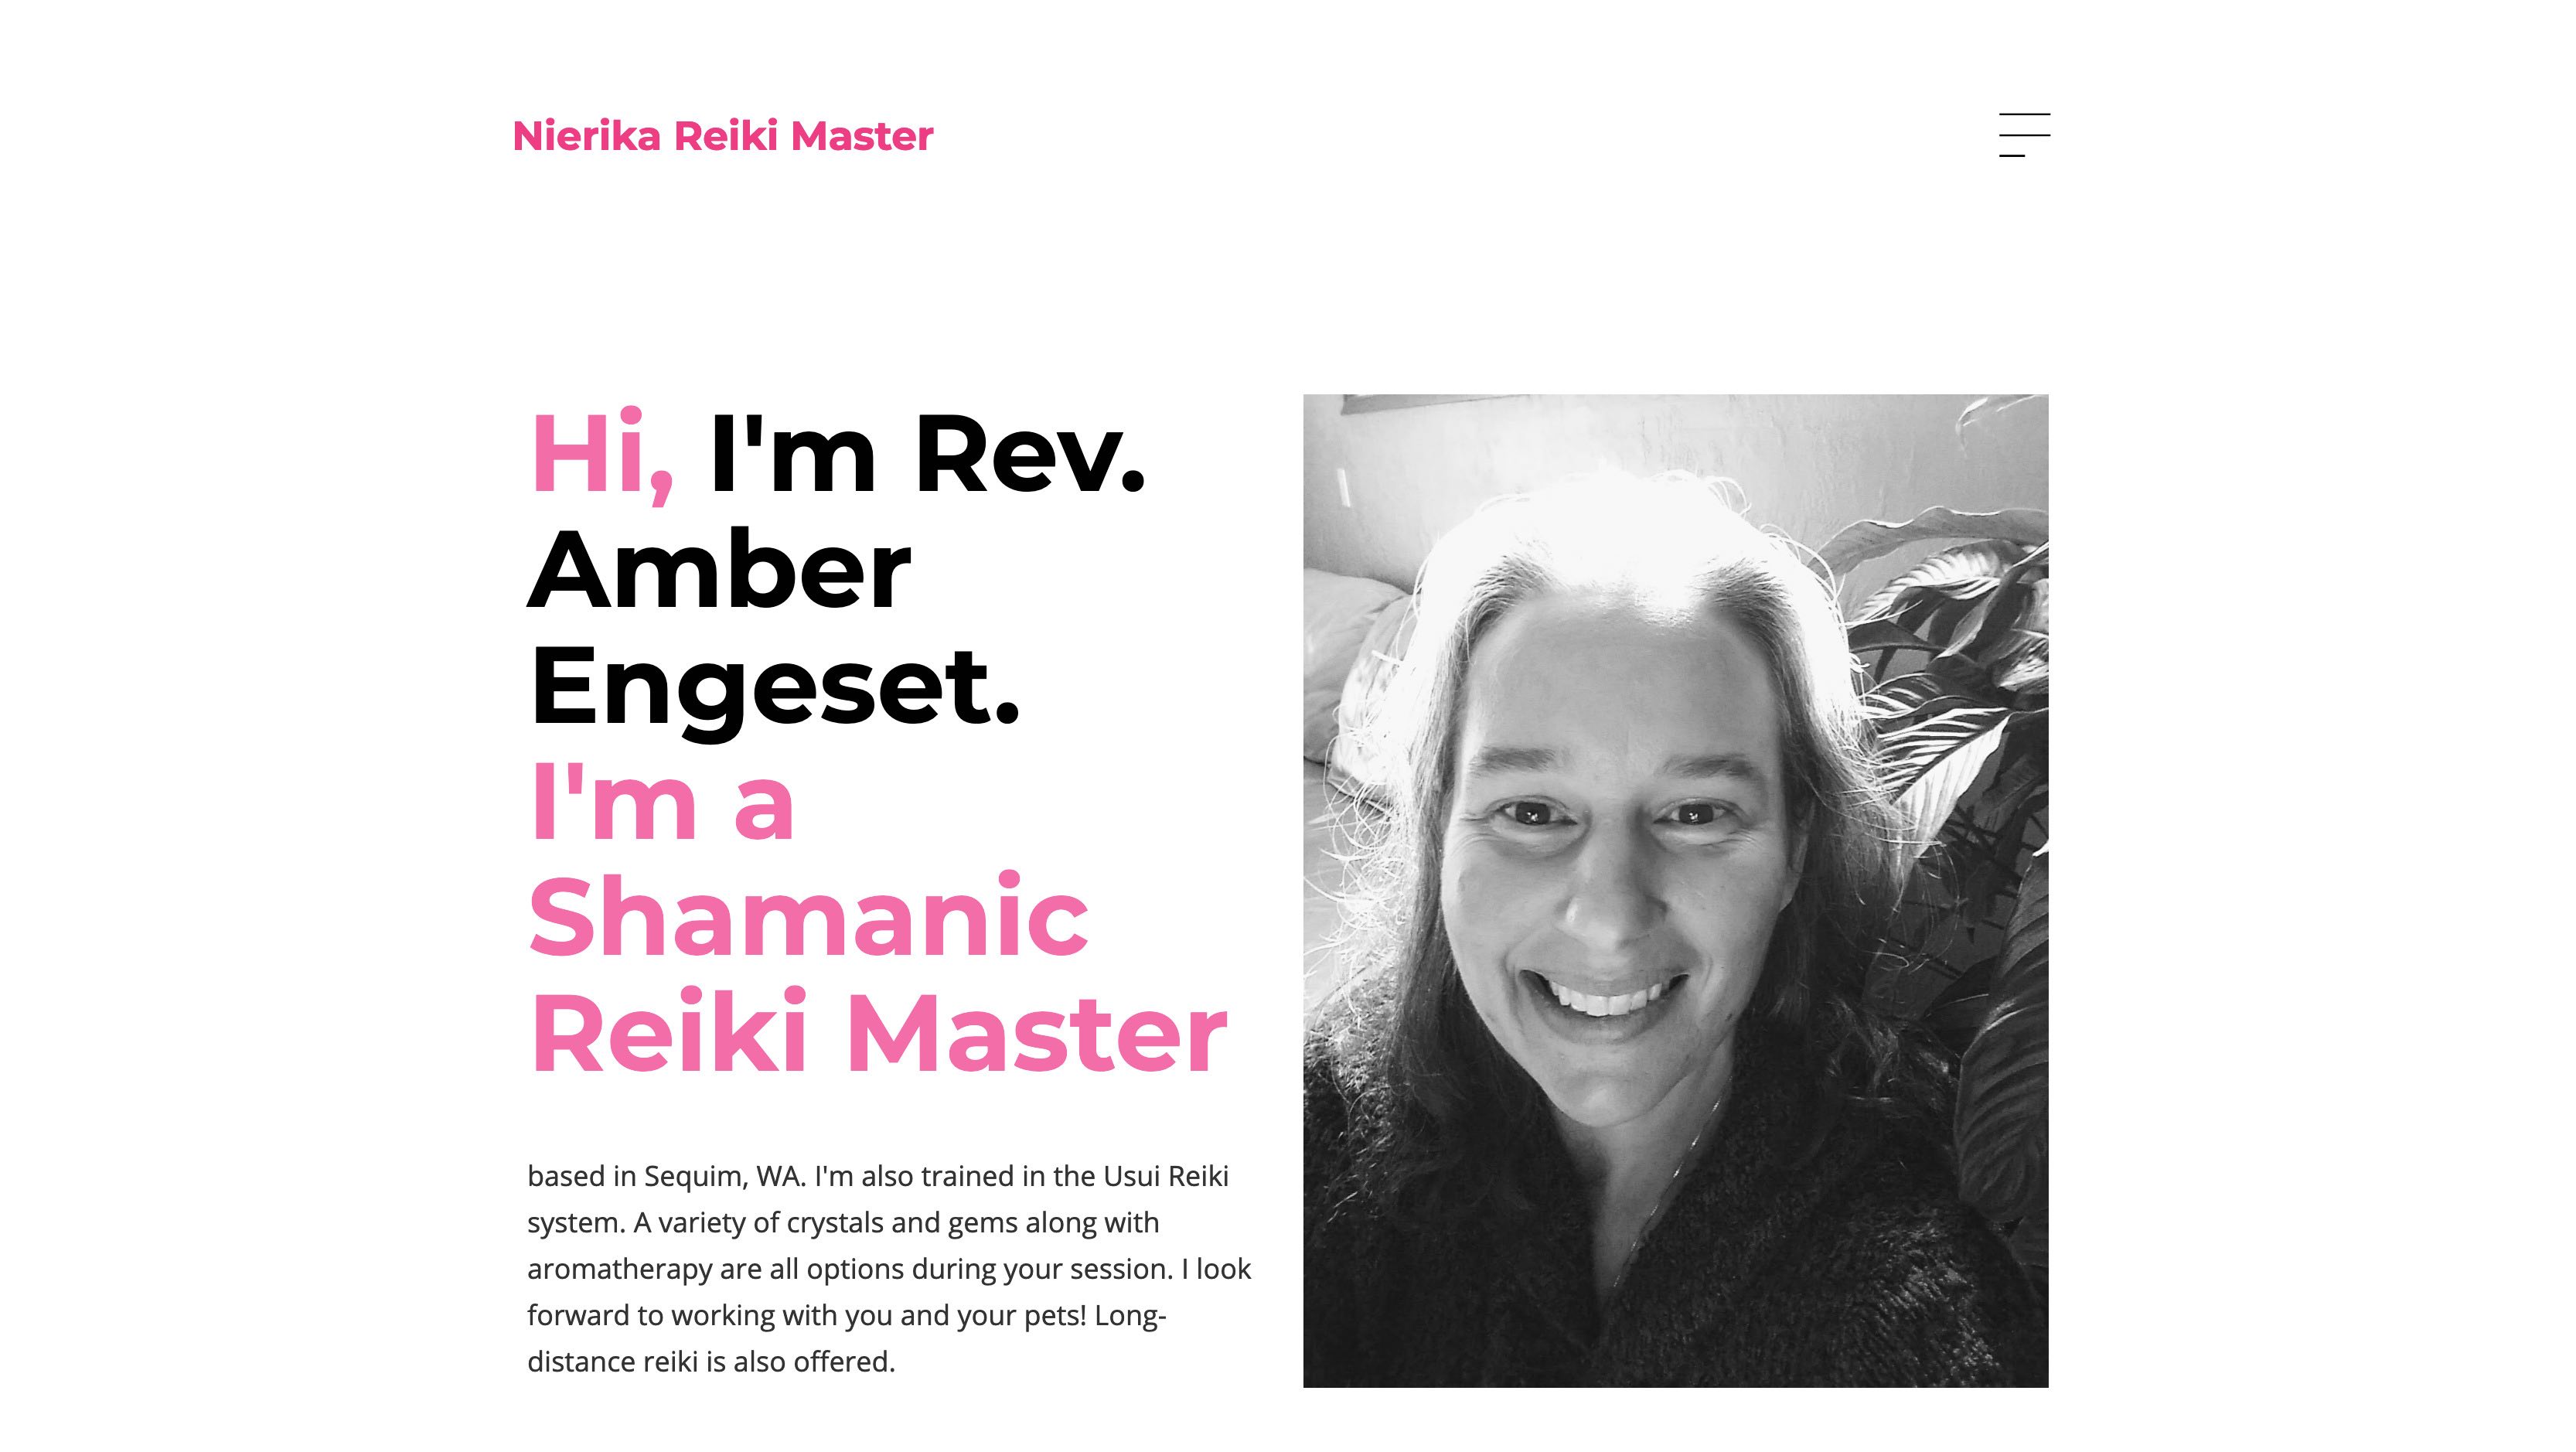 Nierika Reiki Master
Hi, I'm Rev.
Amber
Engeset.
I'm a
Shamanic
Reiki Master
based in Sequim, WA. I'm also trained in the Usui Reiki
system. A variety of crystals and gems along with
aromatherapy are all options during your session. I look
forward to working with you and your pets! Long-
distance reiki is also offered.